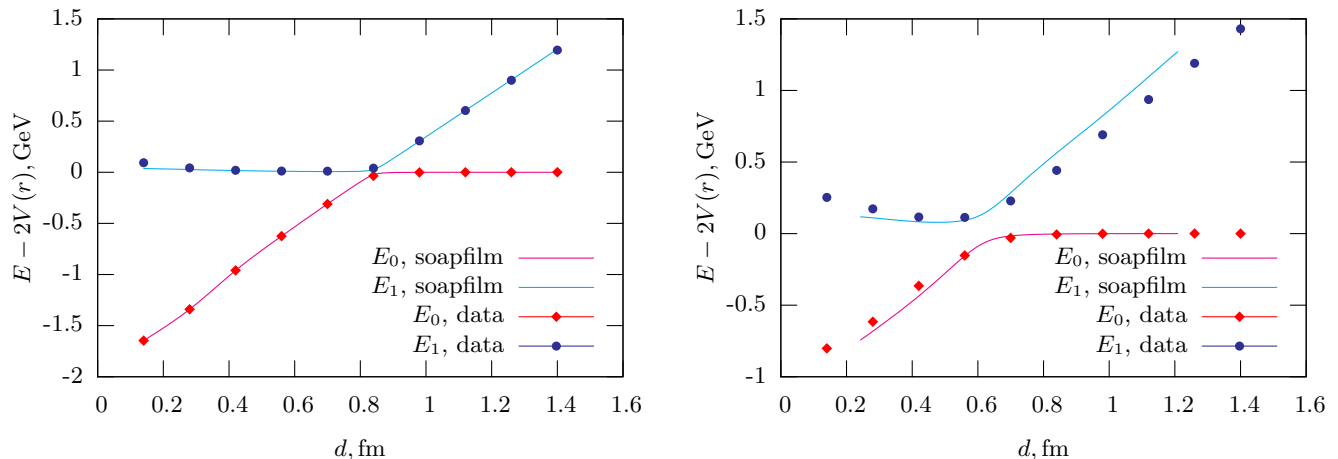 1.5
1
0.5
0
-0.5
-1
-1.5
-2
E − 2V(r), GeV
0 0.2 0.4 0.6 0.8 1 1.2 1.4 1.6
d, fm
E₀, soapfilm
E₁, soapfilm
E₀, data
E₁, data
1.5
1
0.5
0
-0.5
-1
E − 2V(r), GeV
0 0.2 0.4 0.6 0.8 1 1.2 1.4 1.6
d, fm
E₀, soapfilm
E₁, soapfilm
E₀, data
E₁, data